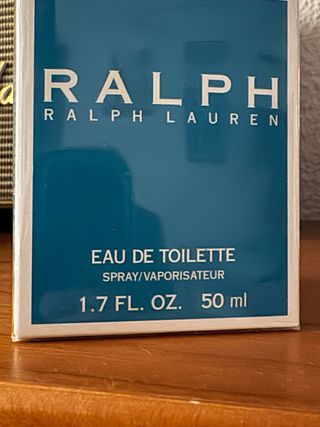 RALPH
RALPH LAUREN
EAU DE TOILETTE
SPRAY/VAPORISATEUR
1.7 FL. OZ. 50 ml